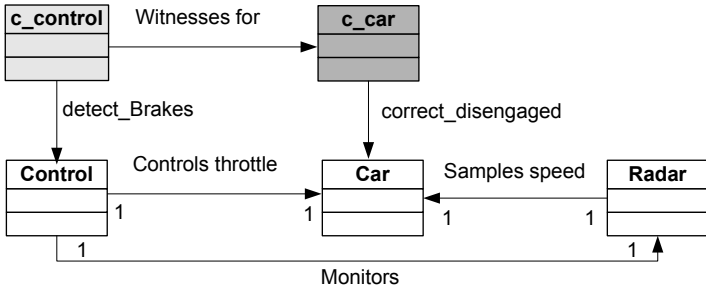 c_control
Witnesses for
c_car
detect_Brakes
correct_disengaged
Control
Controls throttle
Car
Samples speed
Radar
1
1
1
1
1
1
Monitors